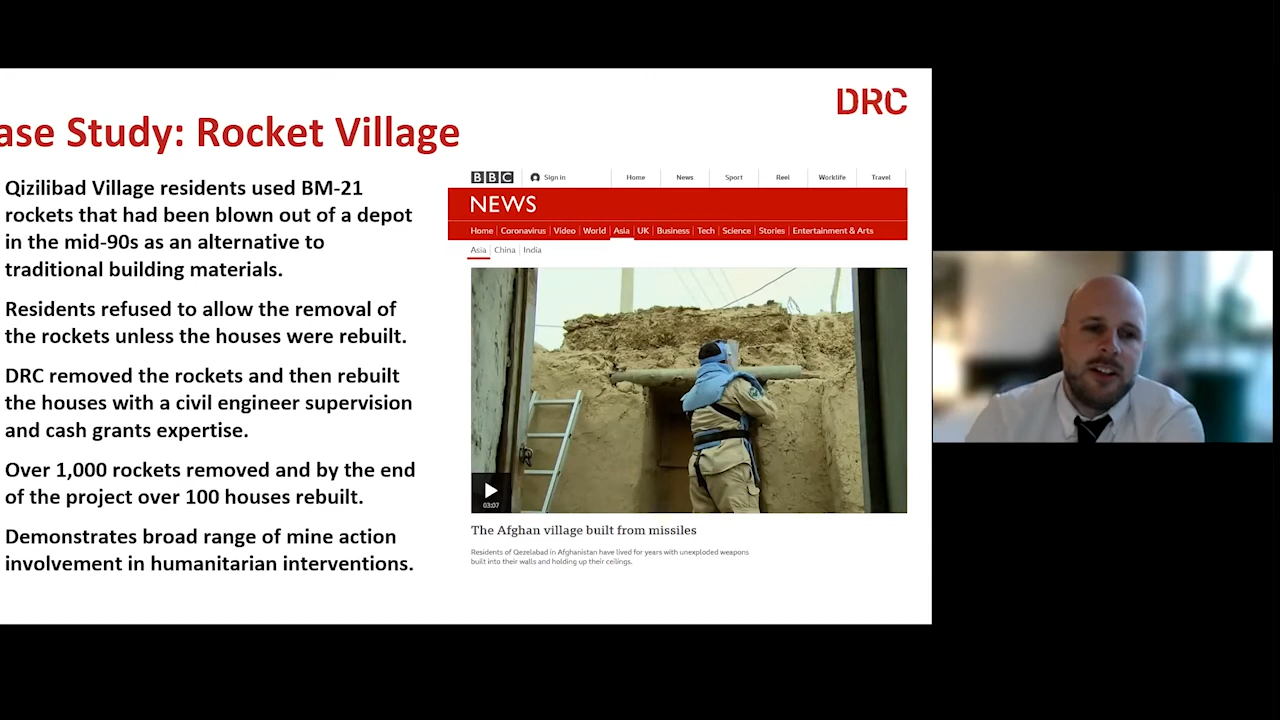 DRC
ase Study: Rocket Village
Qizilibad Village residents used BM-21
rockets that had been blown out of a depot
in the mid-90s as an alternative to
traditional building materials.
Residents refused to allow the removal of
the rockets unless the houses were rebuilt.
DRC removed the rockets and then rebuilt
the houses with a civil engineer supervision
and cash grants expertise.
Over 1,000 rockets removed and by the end
of the project over 100 houses rebuilt.
Demonstrates broad range of mine action
involvement in humanitarian interventions.
BBC Sign in Home News Sport Reel Worklife Travel
NEWS
Home Coronavirus Video World Asia UK Business Tech Science Stories Entertainment & Arts
Asia China India
03:07
The Afghan village built from missiles
Residents of Qezelabad in Afghanistan have lived for years with unexploded weapons
built into their walls and holding up their ceilings.